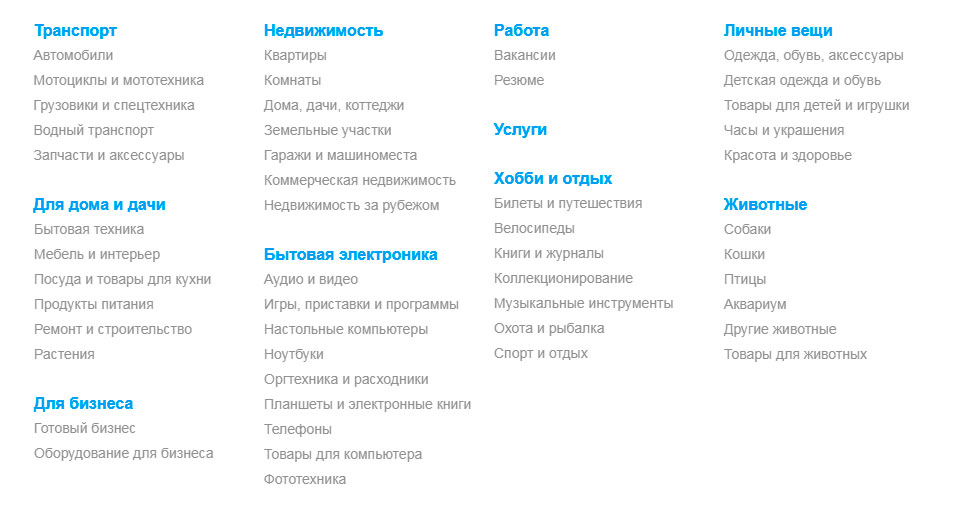 Транспорт
Автомобили
Мотоциклы и мототехника
Грузовики и спецтехника
Водный транспорт
Запчасти и аксессуары
Для дома и дачи
Бытовая техника
Мебель и интерьер
Посуда и товары для кухни
Продукты питания
Ремонт и строительство
Растения
Для бизнеса
Готовый бизнес
Оборудование для бизнеса
Недвижимость
Квартиры
Комнаты
Дома, дачи, коттеджи
Земельные участки
Гаражи и машиноместа
Коммерческая недвижимость
Недвижимость за рубежом
Бытовая электроника
Аудио и видео
Игры, приставки и программы
Настольные компьютеры
Ноутбуки
Оргтехника и расходники
Планшеты и электронные книги
Телефоны
Товары для компьютера
Фототехника
Работа
Вакансии
Резюме
Услуги
Хобби и отдых
Билеты и путешествия
Велосипеды
Книги и журналы
Коллекционирование
Музыкальные инструменты
Охота и рыбалка
Спорт и отдых
Личные вещи
Одежда, обувь, аксессуары
Детская одежда и обувь
Товары для детей и игрушки
Часы и украшения
Красота и здоровье
Животные
Собаки
Кошки
Птицы
Аквариум
Другие животные
Товары для животных